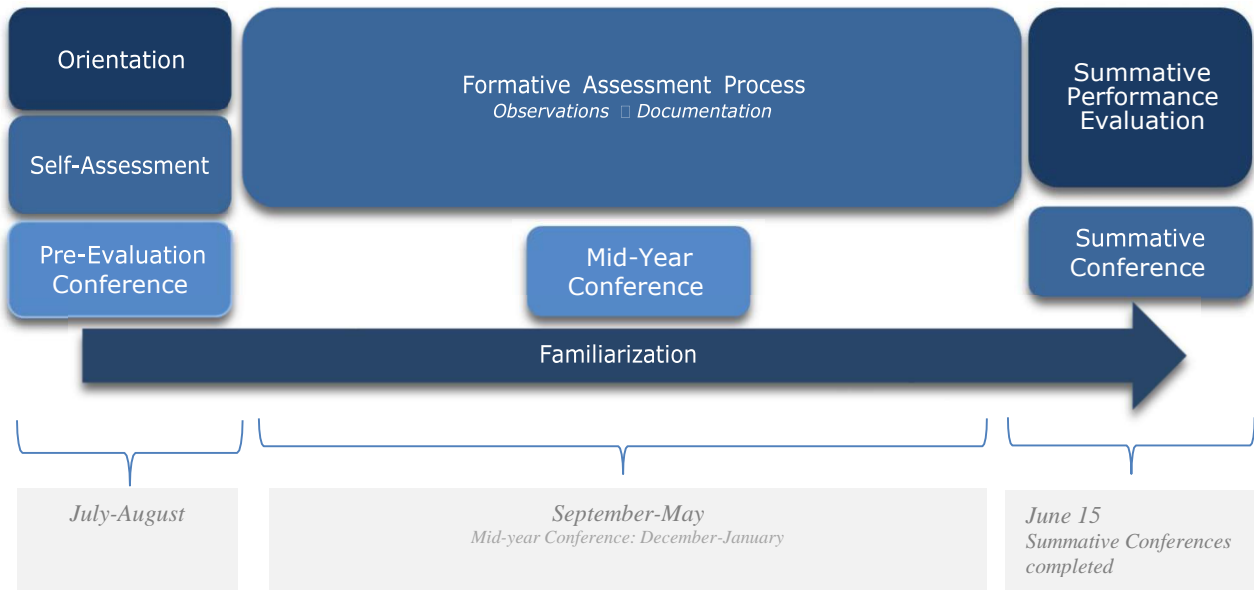 Orientation
Self-Assessment
Pre-Evaluation
Conference
Formative Assessment Process
Observations  Documentation
Mid-Year
Conference
Summative
Performance
Evaluation
Summative
Conference
Familiarization
July-August
September-May
Mid-year Conference: December-January
June 15
Summative Conferences
completed